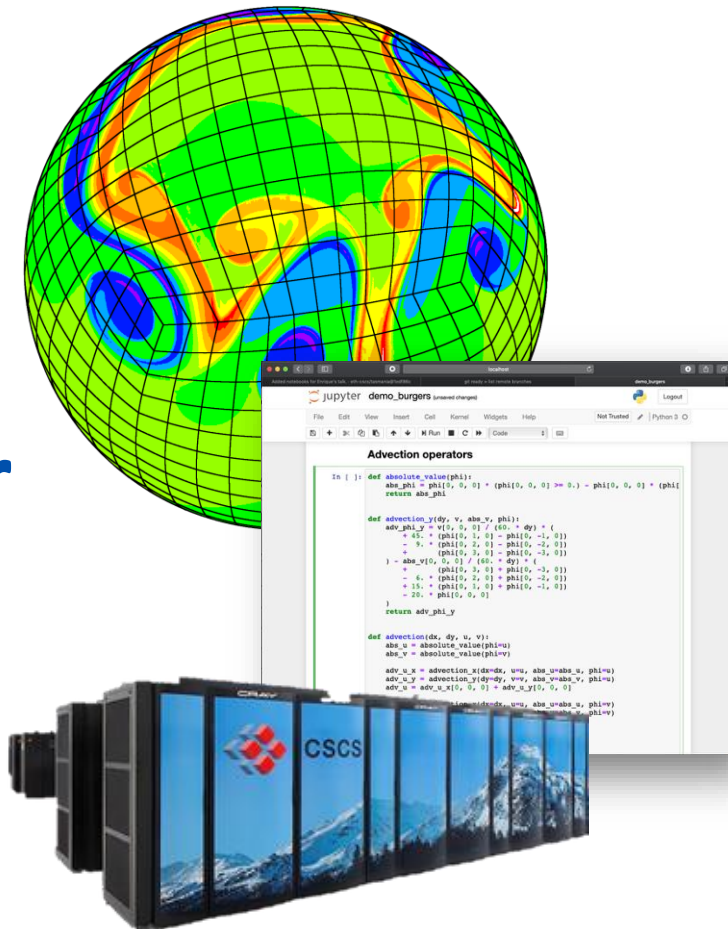 localhost
demo_burgers
jupyter demo_burgers (unsaved changes)
Logout
File Edit View Insert Cell Kernel Widgets Help
Not Trusted
Python 3
Run
Code
Advection operators
In [ ]: def absolute_value(phi):
abs_phi = phi[0, 0, 0] * (phi[0, 0, 0] >= 0.) - phi[0, 0, 0] * (phi[
return abs_phi
def advection_y(dy, v, abs_v, phi):
adv_phi_y = v[0, 0, 0] / (60. * dy) * (
+ 45. * (phi[0, 1, 0] - phi[0, -1, 0])
- 9. * (phi[0, 2, 0] - phi[0, -2, 0])
+ (phi[0, 3, 0] - phi[0, -3, 0])
) - abs_v[0, 0, 0] / (60. * dy) * (
+ (phi[0, 3, 0] + phi[0, -3, 0])
- 6. * (phi[0, 2, 0] + phi[0, -2, 0])
+ 15. * (phi[0, 1, 0] + phi[0, -1, 0])
- 20. * phi[0, 0, 0]
)
return adv_phi_y
def advection(dx, dy, u, v):
abs_u = absolute_value(phi=u)
abs_v = absolute_value(phi=v)
adv_u_x = advection_x(dx=dx, u=u, abs_u=abs_u, phi=u)
adv_u_y = advection_y(dy=dy, v=v, abs_v=abs_v, phi=u)
adv_u = adv_u_x[0, 0, 0] + adv_u_y[0, 0, 0]
u=u, abs_u=abs_u, phi=v)
phi=v)
CRAY
CSCS